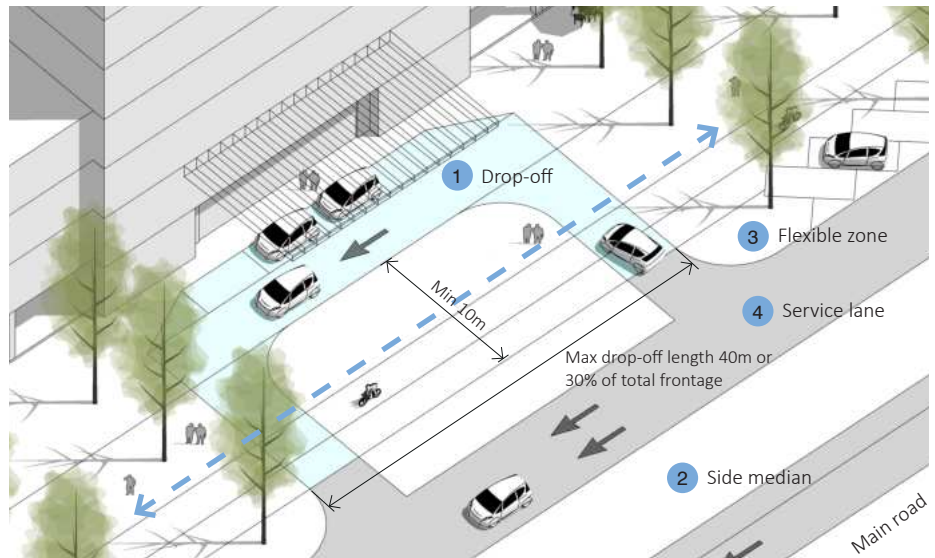 1 Drop-off
3 Flexible zone
Min 10m
4 Service lane
Max drop-off length 40m or
30% of total frontage
2 Side median
Main road